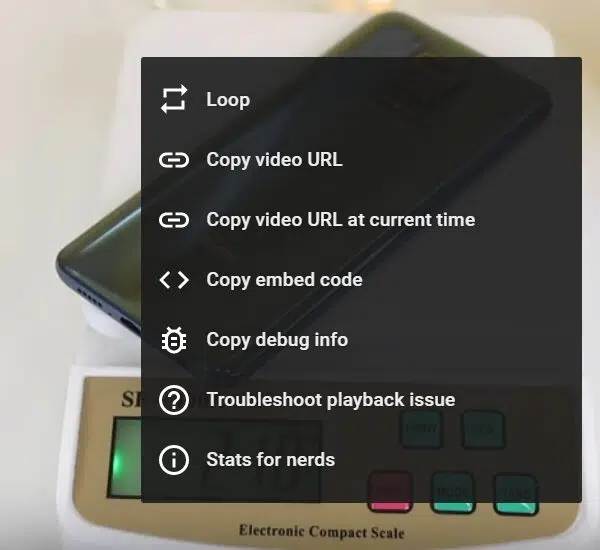 Loop
Copy video URL
Copy video URL at current time
Copy embed code
Copy debug info
Troubleshoot playback issue
Stats for nerds
Electronic Compact Scale